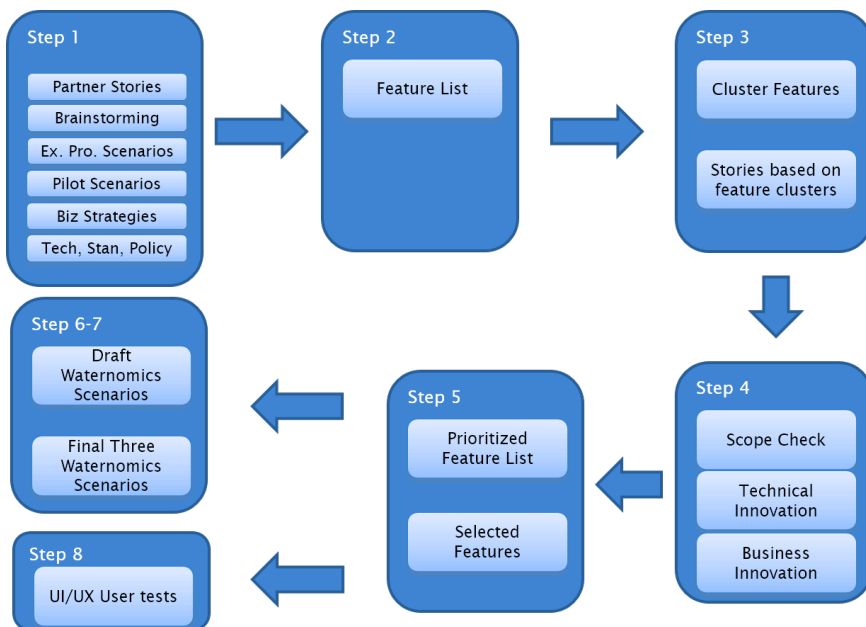 Step 1
Partner Stories
Brainstorming
Ex. Pro. Scenarios
Pilot Scenarios
Biz Strategies
Tech, Stan, Policy
Step 2
Feature List
Step 3
Cluster Features
Stories based on
feature clusters
Step 4
Scope Check
Technical
Innovation
Business
Innovation
Step 5
Prioritized
Feature List
Selected
Features
Step 6-7
Draft
Waternomics
Scenarios
Final Three
Waternomics
Scenarios
Step 8
UI/UX User tests